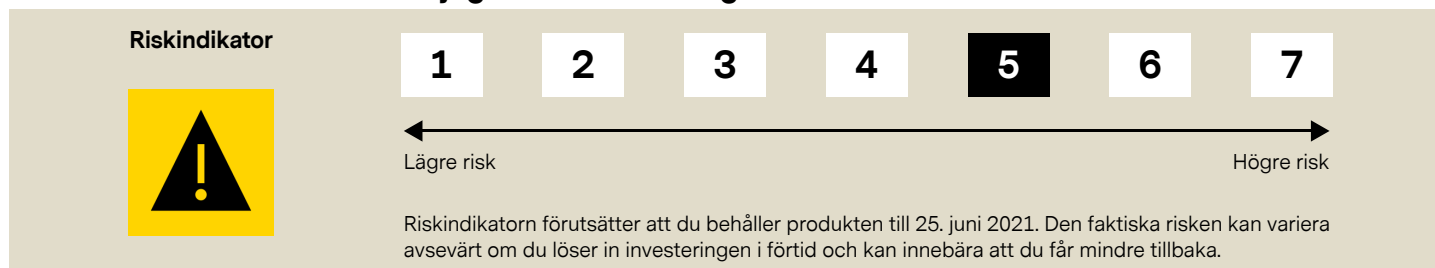 Riskindikator
1 2 3 4 5 6 7
Lägre risk Högre risk
Riskindikatorn förutsätter att du behåller produkten till 25. juni 2021. Den faktiska risken kan variera
avsevärt om du löser in investeringen i förtid och kan innebära att du får mindre tillbaka.